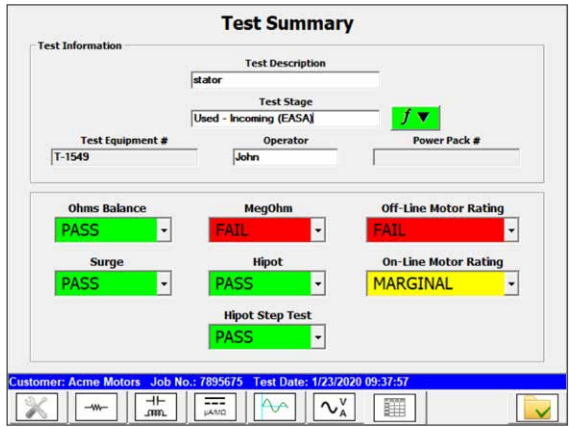 Test Summary
Test Information
Test Description
stator
Test Stage
Used - Incoming (EASA)
f ▼
Test Equipment # Operator Power Pack #
T-1549 John
Ohms Balance MegOhm Off-Line Motor Rating
PASS FAIL FAIL
Surge Hipot On-Line Motor Rating
PASS PASS MARGINAL
Hipot Step Test
PASS
Customer: Acme Motors Job No.: 7895675 Test Date: 1/23/2020 09:37:57
µA/MΩ V
A